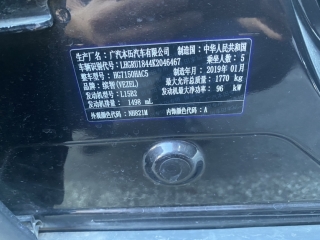 生产厂名：广汽本田汽车有限公司 制造国：中华人民共和国
车辆识别代号：LHGRU1844K2046467 乘坐人数：5
整车型号：HG7150HAC5 制造年月：2019年01月
品牌：缤智(VEZEL) 最大允许总质量：1770 kg
发动机型号：L15B2 发动机最大净功率：96 kW
发动机排量：1498 mL
外观颜色代码：NH821M 内饰颜色代码：A